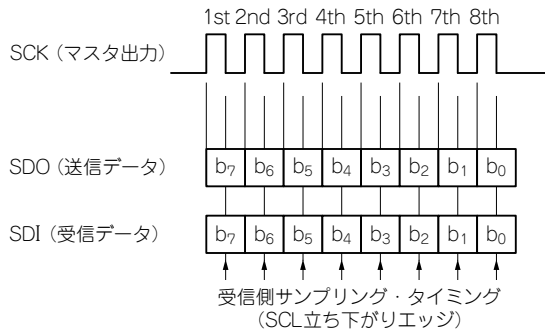 1st 2nd 3rd 4th 5th 6th 7th 8th
SCK（マスタ出力）
SDO（送信データ） b7 b6 b5 b4 b3 b2 b1 b0
SDI（受信データ） b7 b6 b5 b4 b3 b2 b1 b0
受信側サンプリング・タイミング
（SCL立ち下がりエッジ）